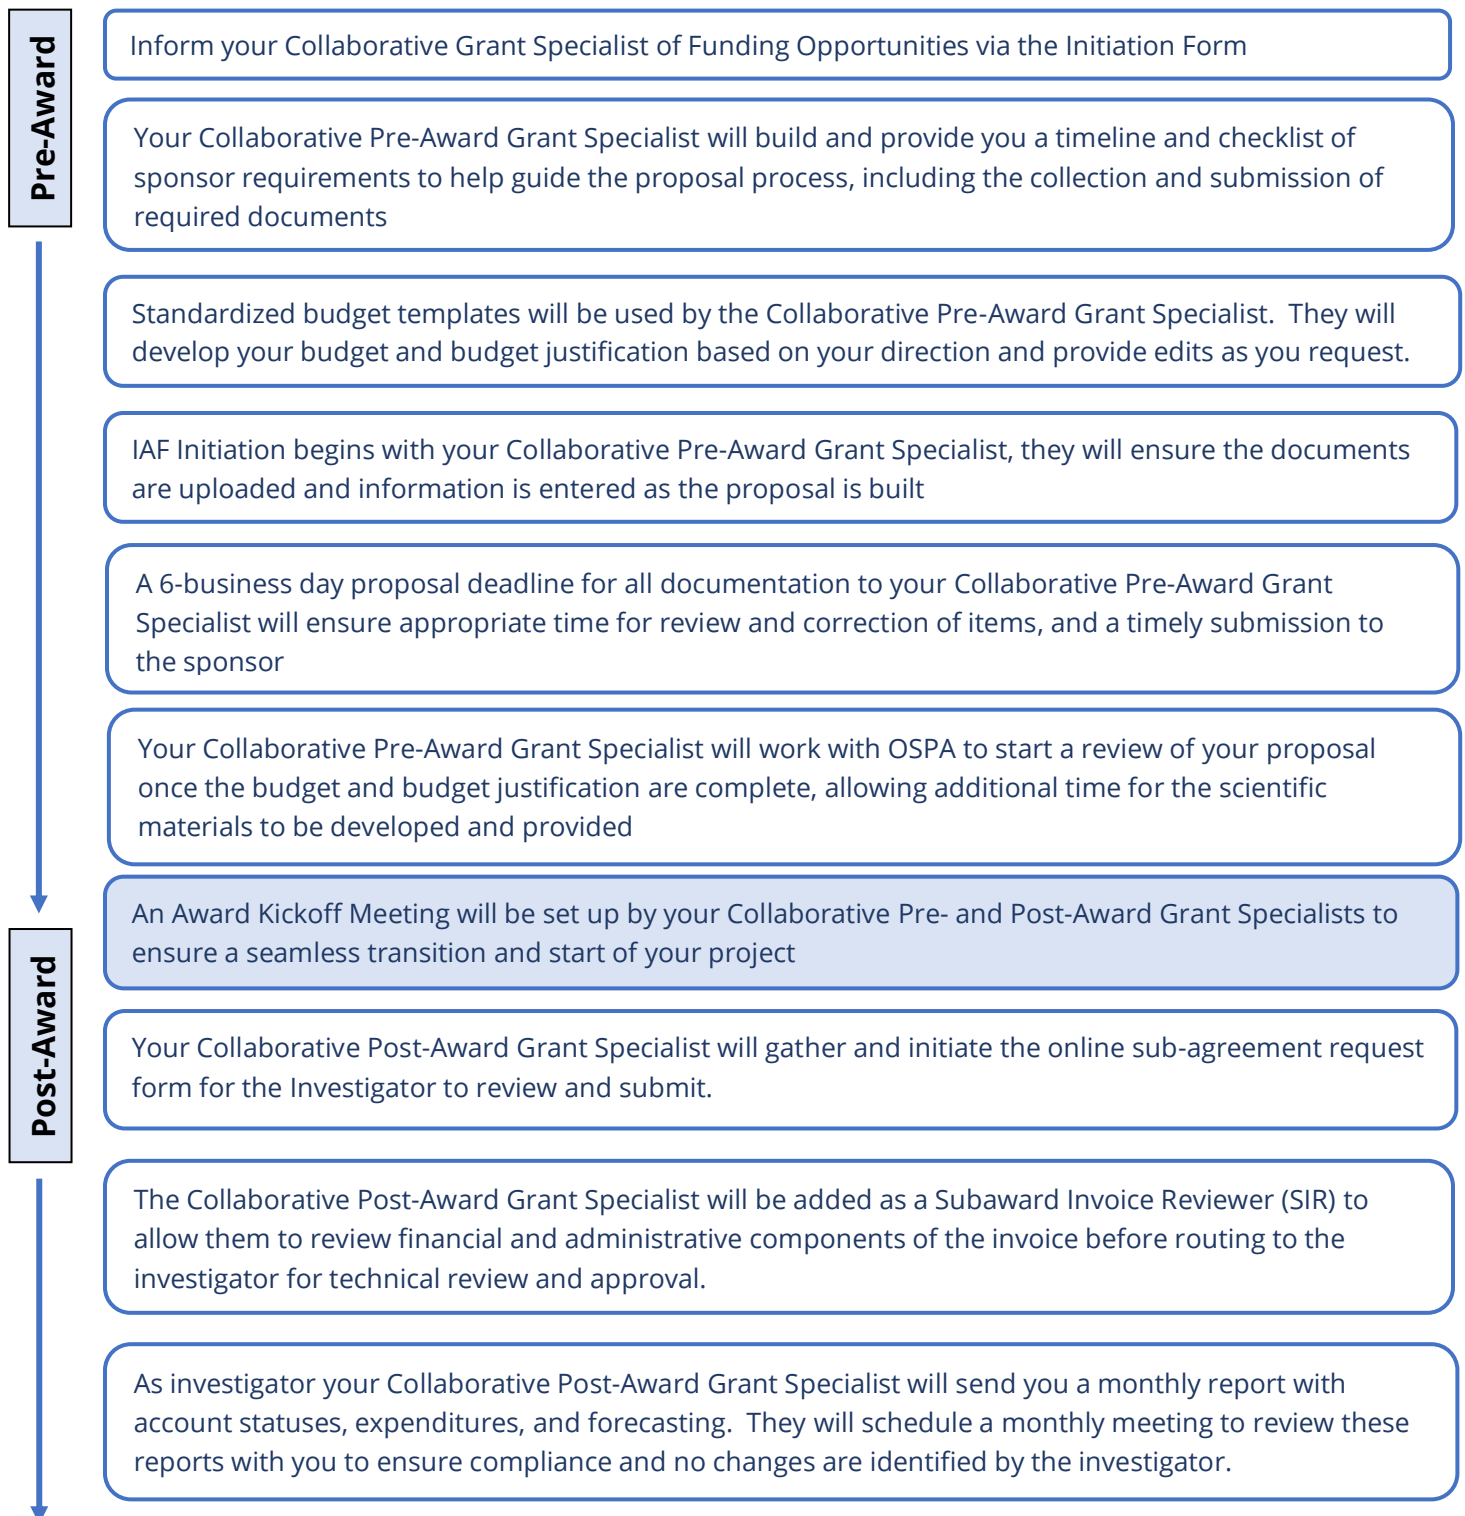 Pre-Award
Inform your Collaborative Grant Specialist of Funding Opportunities via the Initiation Form
Your Collaborative Pre-Award Grant Specialist will build and provide you a timeline and checklist of
sponsor requirements to help guide the proposal process, including the collection and submission of
required documents
Standardized budget templates will be used by the Collaborative Pre-Award Grant Specialist.  They will
develop your budget and budget justification based on your direction and provide edits as you request.
IAF Initiation begins with your Collaborative Pre-Award Grant Specialist, they will ensure the documents
are uploaded and information is entered as the proposal is built
A 6-business day proposal deadline for all documentation to your Collaborative Pre-Award Grant
Specialist will ensure appropriate time for review and correction of items, and a timely submission to
the sponsor
Your Collaborative Pre-Award Grant Specialist will work with OSPA to start a review of your proposal
once the budget and budget justification are complete, allowing additional time for the scientific
materials to be developed and provided
An Award Kickoff Meeting will be set up by your Collaborative Pre- and Post-Award Grant Specialists to
ensure a seamless transition and start of your project
Post-Award
Your Collaborative Post-Award Grant Specialist will gather and initiate the online sub-agreement request
form for the Investigator to review and submit.
The Collaborative Post-Award Grant Specialist will be added as a Subaward Invoice Reviewer (SIR) to
allow them to review financial and administrative components of the invoice before routing to the
investigator for technical review and approval.
As investigator your Collaborative Post-Award Grant Specialist will send you a monthly report with
account statuses, expenditures, and forecasting.  They will schedule a monthly meeting to review these
reports with you to ensure compliance and no changes are identified by the investigator.